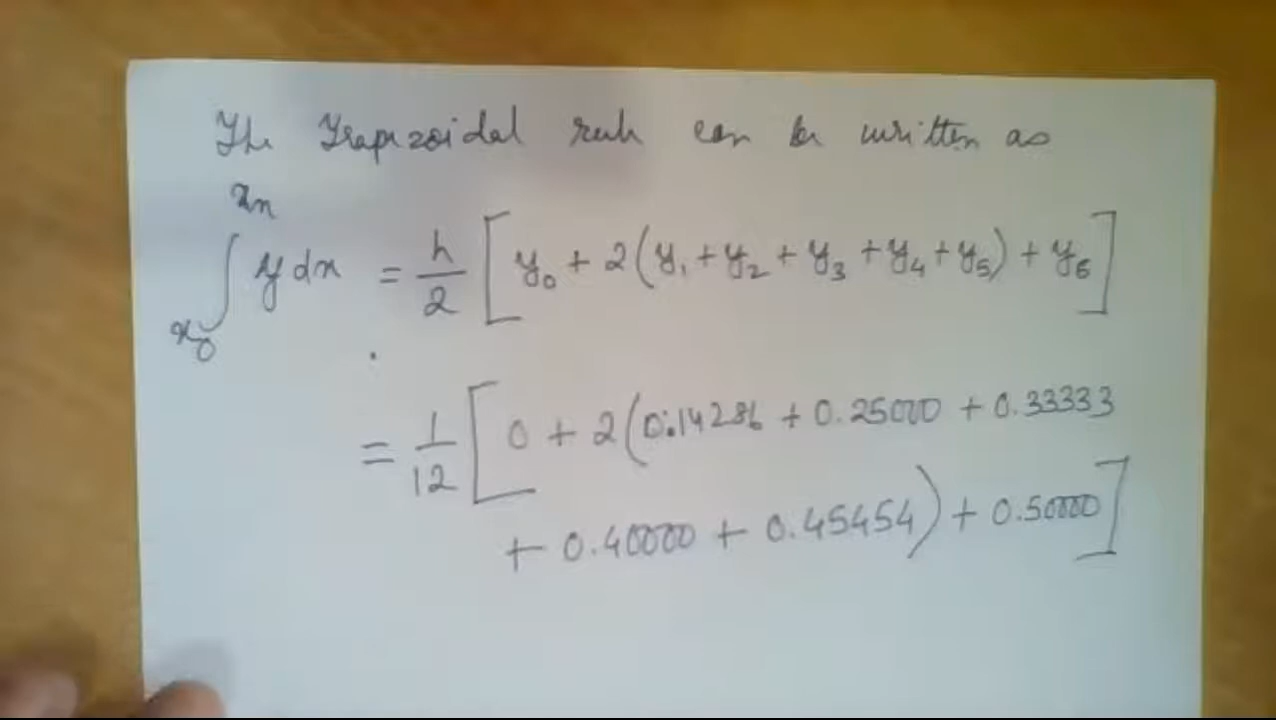 The Trapezoidal rule can be written as
∫_{x₀}^{xₙ} y dx = h/2 [y₀ + 2(y₁ + y₂ + y₃ + y₄ + y₅) + y₆]
= 1/12 [0 + 2(0.14286 + 0.25000 + 0.33333
+ 0.40000 + 0.45454) + 0.50000]